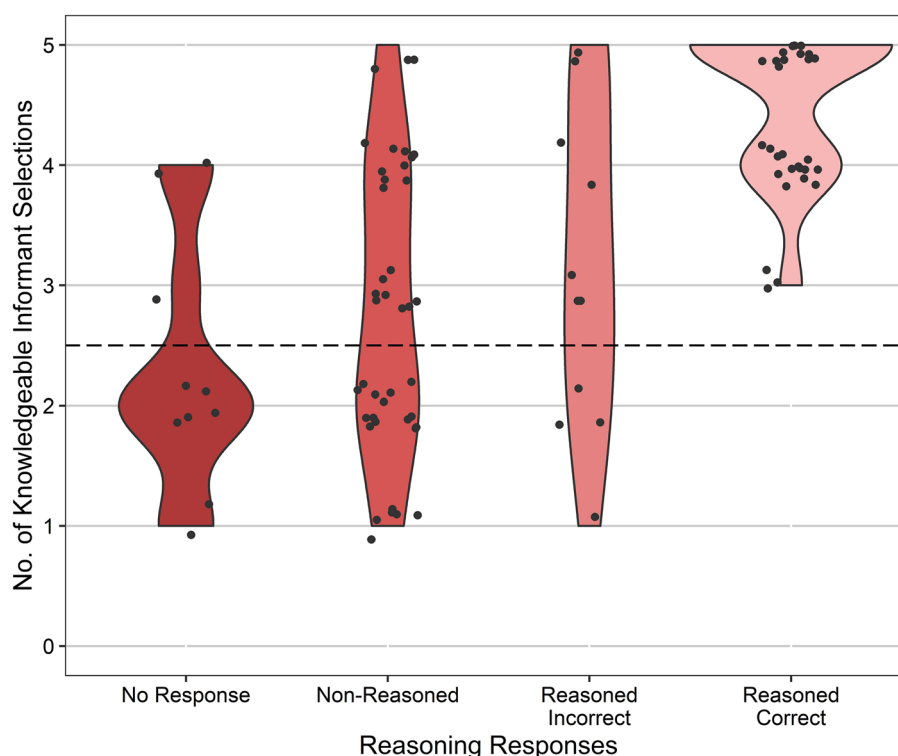 No. of Knowledgeable Informant Selections
5
4
3
2
1
0
No Response
Non-Reasoned
Reasoned
Incorrect
Reasoned
Correct
Reasoning Responses